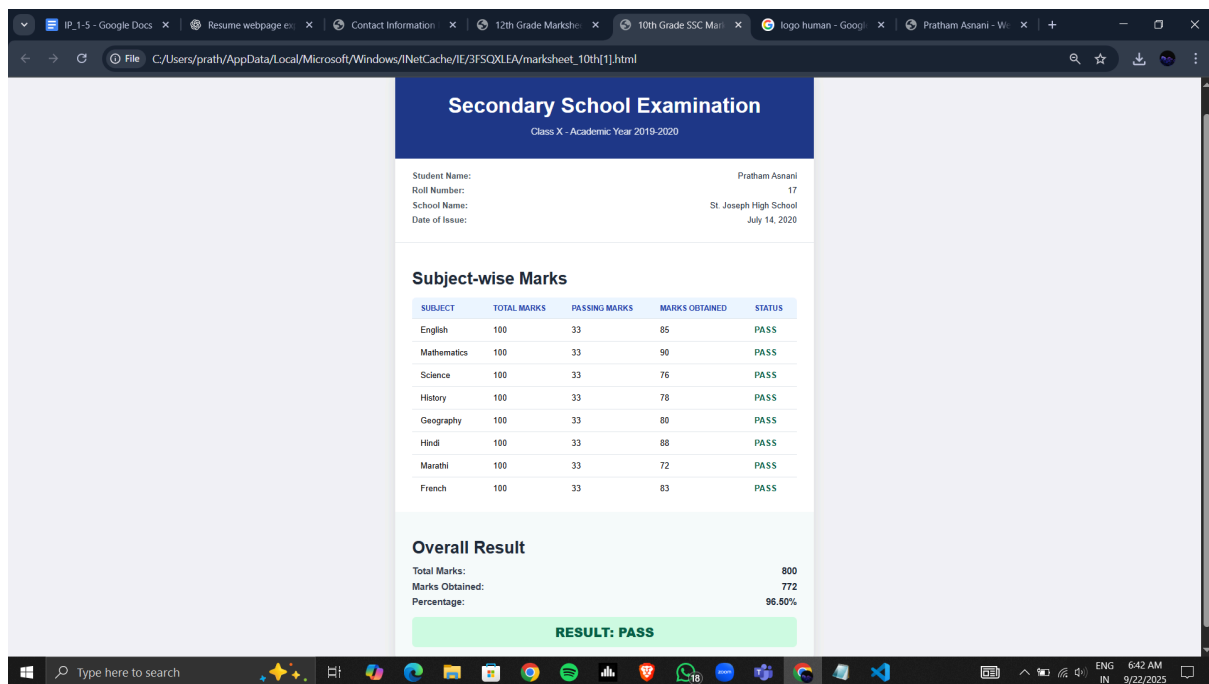 IP_1-5 - Google Docs
Resume webpage ex
Contact Information
12th Grade Markshe
10th Grade SSC Mar
logo human - Googl
Pratham Asnani - We
File C:/Users/prath/AppData/Local/Microsoft/Windows/INetCache/IE/3FSQXLEA/marksheet_10th[1].html
Secondary School Examination
Class X - Academic Year 2019-2020
Student Name: Pratham Asnani
Roll Number: 17
School Name: St. Joseph High School
Date of Issue: July 14, 2020
Subject-wise Marks
SUBJECT TOTAL MARKS PASSING MARKS MARKS OBTAINED STATUS
English 100 33 85 PASS
Mathematics 100 33 90 PASS
Science 100 33 76 PASS
History 100 33 78 PASS
Geography 100 33 80 PASS
Hindi 100 33 88 PASS
Marathi 100 33 72 PASS
French 100 33 83 PASS
Overall Result
Total Marks: 800
Marks Obtained: 772
Percentage: 96.50%
RESULT: PASS
Type here to search
18
zoom
ENG 6:42 AM
IN 9/22/2025